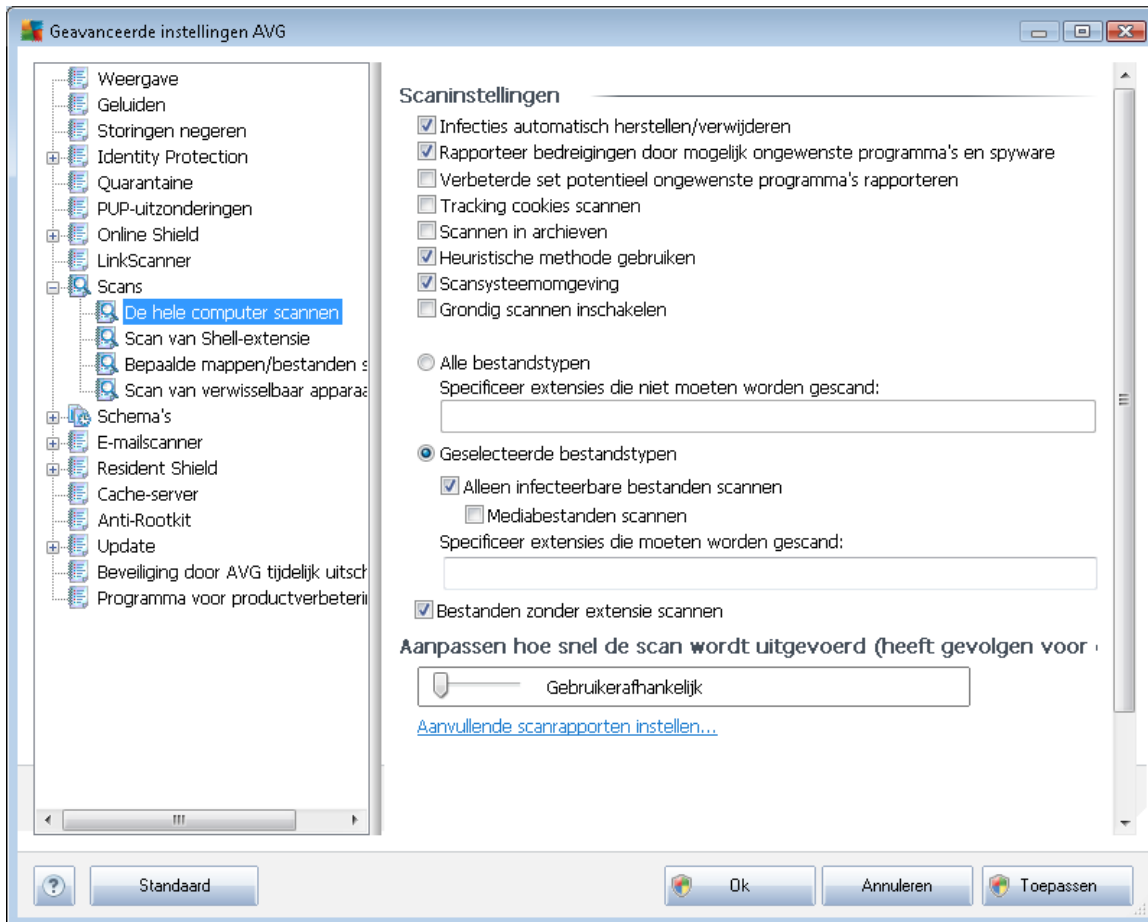 Geavanceerde instellingen AVG
Weergave
Geluiden
Storingen negeren
Identity Protection
Quarantaine
PUP-uitzonderingen
Online Shield
LinkScanner
Scans
De hele computer scannen
Scan van Shell-extensie
Bepaalde mappen/bestanden s
Scan van verwisselbaar apparaa
Schema's
E-mailscanner
Resident Shield
Cache-server
Anti-Rootkit
Update
Beveiliging door AVG tijdelijk uitsch
Programma voor productverbeterin
Scaninstellingen
Infecties automatisch herstellen/verwijderen
Rapporteer bedreigingen door mogelijk ongewenste programma's en spyware
Verbeterde set potentieel ongewenste programma's rapporteren
Tracking cookies scannen
Scannen in archieven
Heuristische methode gebruiken
Scansysteemomgeving
Grondig scannen inschakelen
Alle bestandstypen
Specificeer extensies die niet moeten worden gescand:
Geselecteerde bestandstypen
Alleen infecteerbare bestanden scannen
Mediabestanden scannen
Specificeer extensies die moeten worden gescand:
Bestanden zonder extensie scannen
Aanpassen hoe snel de scan wordt uitgevoerd (heeft gevolgen voor
Gebruikerafhankelijk
Aanvullende scanrapporten instellen...
?
Standaard
Ok
Annuleren
Toepassen